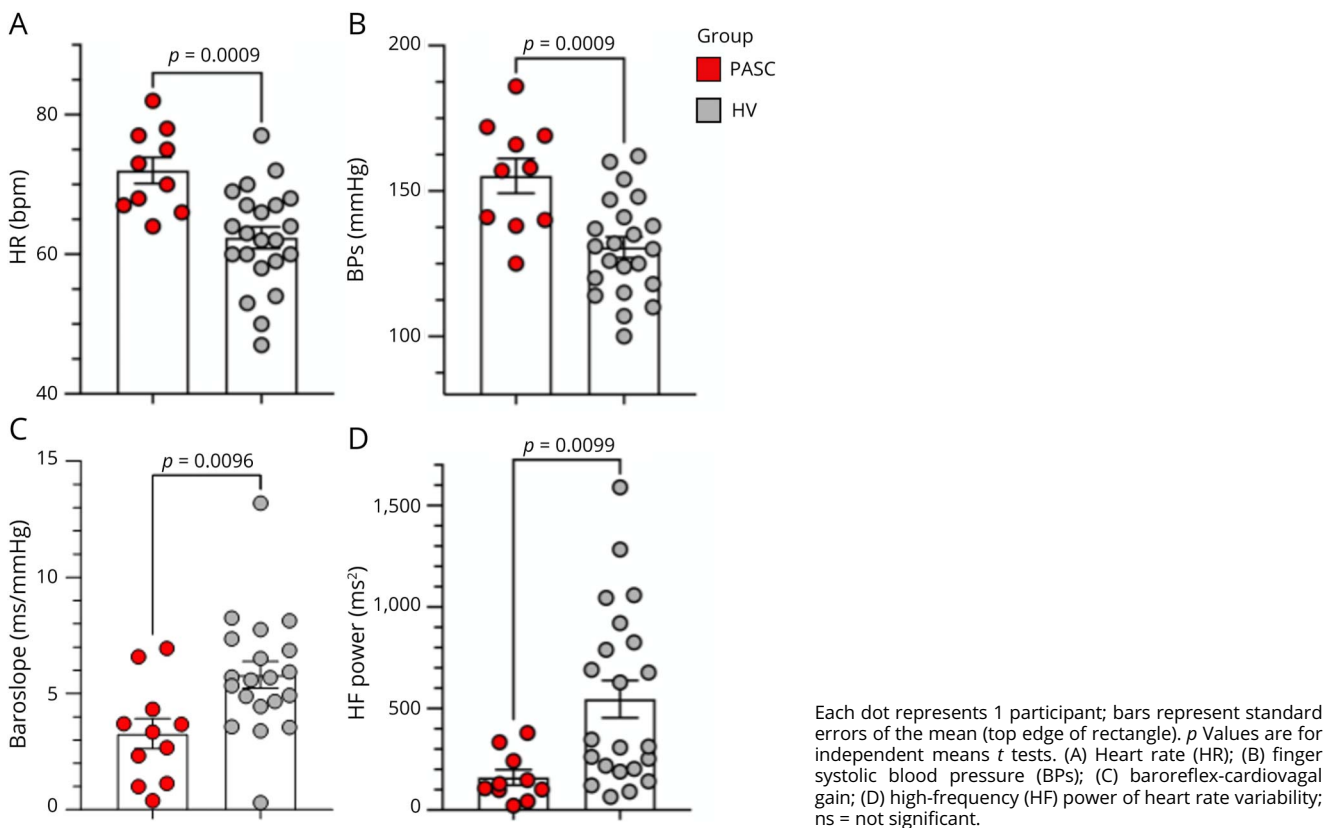 A
p = 0.0009
HR (bpm)
80
60
40
B
p = 0.0009
BPs (mmHg)
200
150
100
Group
PASC
HV
C
p = 0.0096
Baroslope (ms/mmHg)
15
10
5
0
D
p = 0.0099
HF power (ms²)
1,500
1,000
500
0
Each dot represents 1 participant; bars represent standard
errors of the mean (top edge of rectangle). p Values are for
independent means t tests. (A) Heart rate (HR); (B) finger
systolic blood pressure (BPs); (C) baroreflex-cardiovagal
gain; (D) high-frequency (HF) power of heart rate variability;
ns = not significant.